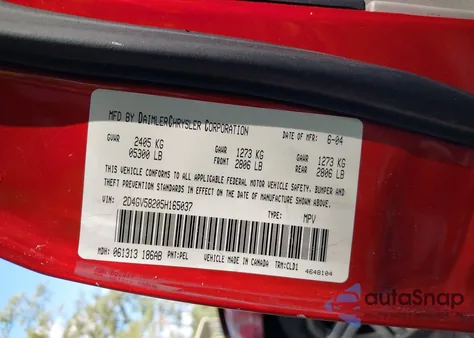 MFD BY DAIMLERCHRYSLER CORPORATION
DATE OF MFR: 6-04
GVWR 2405 KG 05300 LB
GAWR FRONT 1273 KG 2806 LB
GAWR REAR 1273 KG 2806 LB
THIS VEHICLE CONFORMS TO ALL APPLICABLE FEDERAL MOTOR VEHICLE SAFETY, BUMPER AND
THEFT PREVENTION STANDARDS IN EFFECT ON THE DATE OF MANUFACTURE SHOWN ABOVE.
VIN: 2D4GV58205H165037 TYPE: MPV
MDH: 061313 186AB PNT:PEL VEHICLE MADE IN CANADA TRM:CLD1
4648104
autoSnap